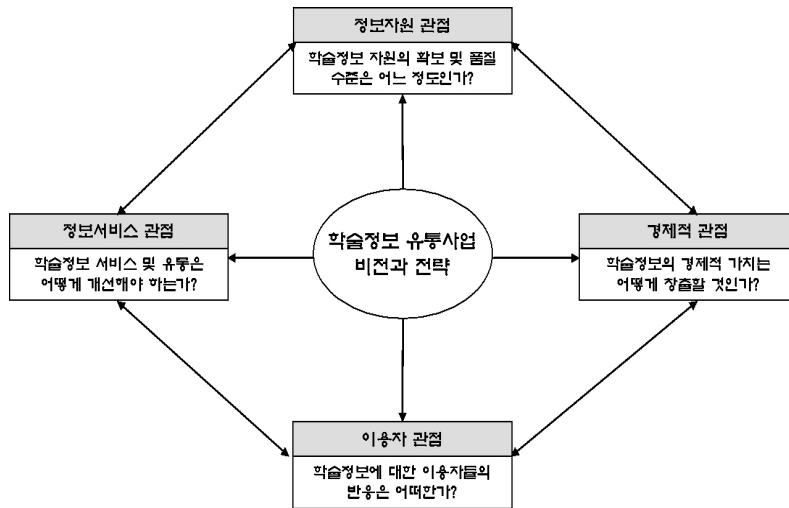 정보자원 관점
학술정보 자원의 확보 및 품질
수준은 어느 정도인가?
정보서비스 관점
학술정보 서비스 및 유통은
어떻게 개선해야 하는가?
학술정보 유통사업
비전과 전략
경제적 관점
학술정보의 경제적 가치는
어떻게 창출할 것인가?
이용자 관점
학술정보에 대한 이용자들의
반응은 어떠한가?